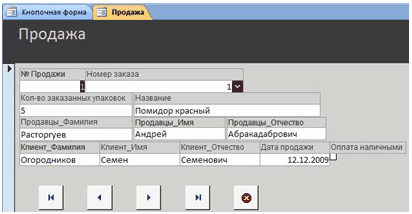 Кнопочная форма Продажа
Продажа
№ Продажи Номер заказа
1 1
Кол-во заказанных упаковок Название
5 Помидор красный
Продавцы_Фамилия Продавцы_Имя Продавцы_Отчество
Расторгуев Андрей Абракадабрович
Клиент_Фамилия Клиент_Имя Клиент_Отчество Дата продажи Оплата наличными
Огородников Семен Семенович 12.12.2009